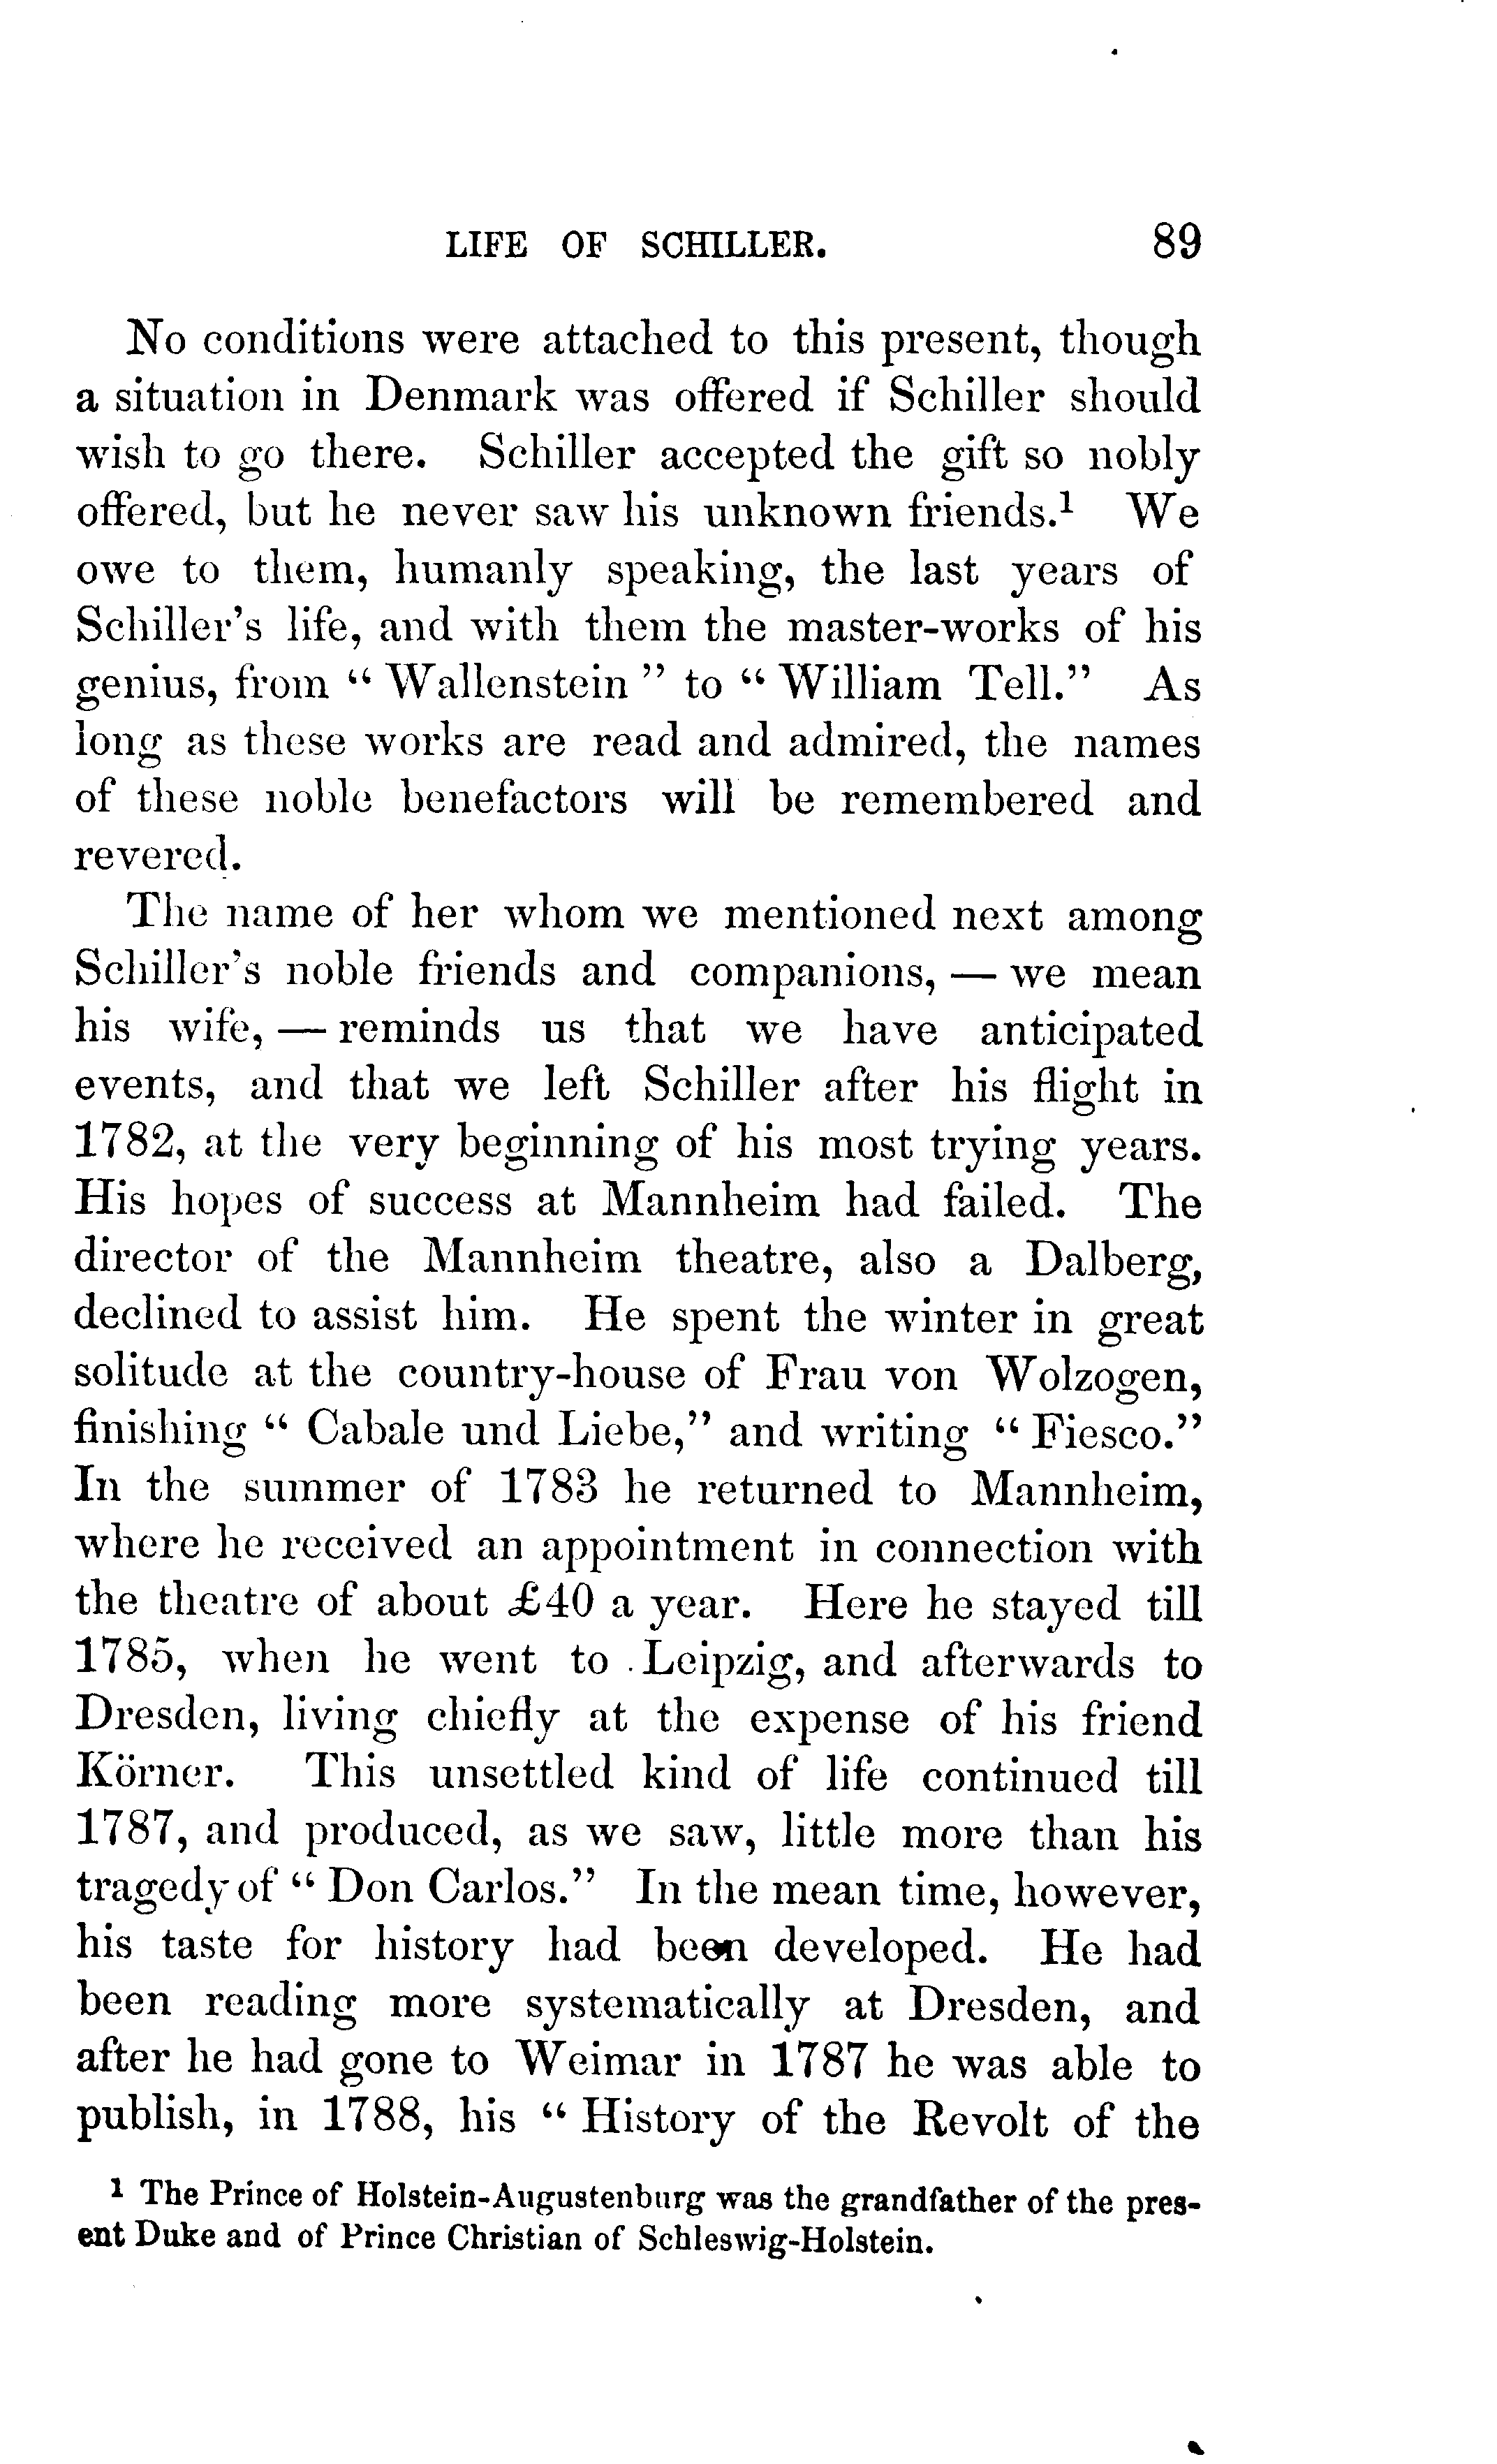 LIFE OF SCHILLER. 89
No conditions were attached to this present, though
a situation in Denmark was offered if Schiller should
wish to go there. Schiller accepted the gift so nobly
offered, but he never saw his unknown friends.¹ We
owe to them, humanly speaking, the last years of
Schiller's life, and with them the master-works of his
genius, from “ Wallenstein ” to “ William Tell.” As
long as these works are read and admired, the names
of these noble benefactors will be remembered and
revered.
The name of her whom we mentioned next among
Schiller's noble friends and companions, — we mean
his wife, — reminds us that we have anticipated
events, and that we left Schiller after his flight in
1782, at the very beginning of his most trying years.
His hopes of success at Mannheim had failed. The
director of the Mannheim theatre, also a Dalberg,
declined to assist him. He spent the winter in great
solitude at the country-house of Frau von Wolzogen,
finishing “ Cabale und Liebe,” and writing “ Fiesco.”
In the summer of 1783 he returned to Mannheim,
where he received an appointment in connection with
the theatre of about £40 a year. Here he stayed till
1785, when he went to Leipzig, and afterwards to
Dresden, living chiefly at the expense of his friend
Körner. This unsettled kind of life continued till
1787, and produced, as we saw, little more than his
tragedy of “ Don Carlos.” In the mean time, however,
his taste for history had been developed. He had
been reading more systematically at Dresden, and
after he had gone to Weimar in 1787 he was able to
publish, in 1788, his “ History of the Revolt of the
¹ The Prince of Holstein-Augustenburg was the grandfather of the pres-
ent Duke and of Prince Christian of Schleswig-Holstein.